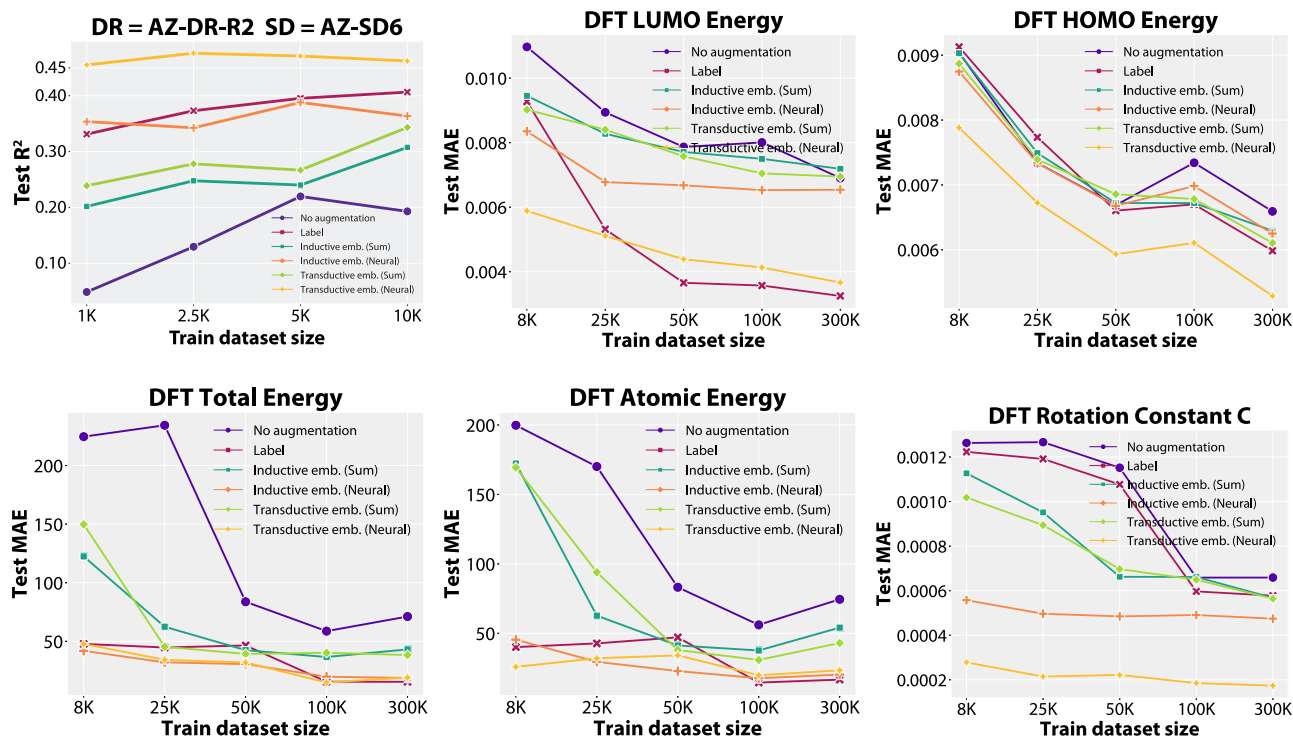 DR = AZ-DR-R2 SD = AZ-SD6
Test R²
0.45
0.40
0.30
0.20
0.10
No augmentation
Label
Inductive emb. (Sum)
Inductive emb. (Neural)
Transductive emb. (Sum)
Transductive emb. (Neural)
1K
2.5K
5K
10K
Train dataset size
DFT LUMO Energy
Test MAE
0.010
0.008
0.006
0.004
No augmentation
Label
Inductive emb. (Sum)
Inductive emb. (Neural)
Transductive emb. (Sum)
Transductive emb. (Neural)
8K
25K
50K
100K
300K
Train dataset size
DFT HOMO Energy
Test MAE
0.009
0.008
0.007
0.006
No augmentation
Label
Inductive emb. (Sum)
Inductive emb. (Neural)
Transductive emb. (Sum)
Transductive emb. (Neural)
8K
25K
50K
100K
300K
Train dataset size
DFT Total Energy
Test MAE
200
150
100
50
No augmentation
Label
Inductive emb. (Sum)
Inductive emb. (Neural)
Transductive emb. (Sum)
Transductive emb. (Neural)
8K
25K
50K
100K
300K
Train dataset size
DFT Atomic Energy
Test MAE
200
150
100
50
No augmentation
Label
Inductive emb. (Sum)
Inductive emb. (Neural)
Transductive emb. (Sum)
Transductive emb. (Neural)
8K
25K
50K
100K
300K
Train dataset size
DFT Rotation Constant C
Test MAE
0.0012
0.0010
0.0008
0.0006
0.0004
0.0002
No augmentation
Label
Inductive emb. (Sum)
Inductive emb. (Neural)
Transductive emb. (Sum)
Transductive emb. (Neural)
8K
25K
50K
100K
300K
Train dataset size